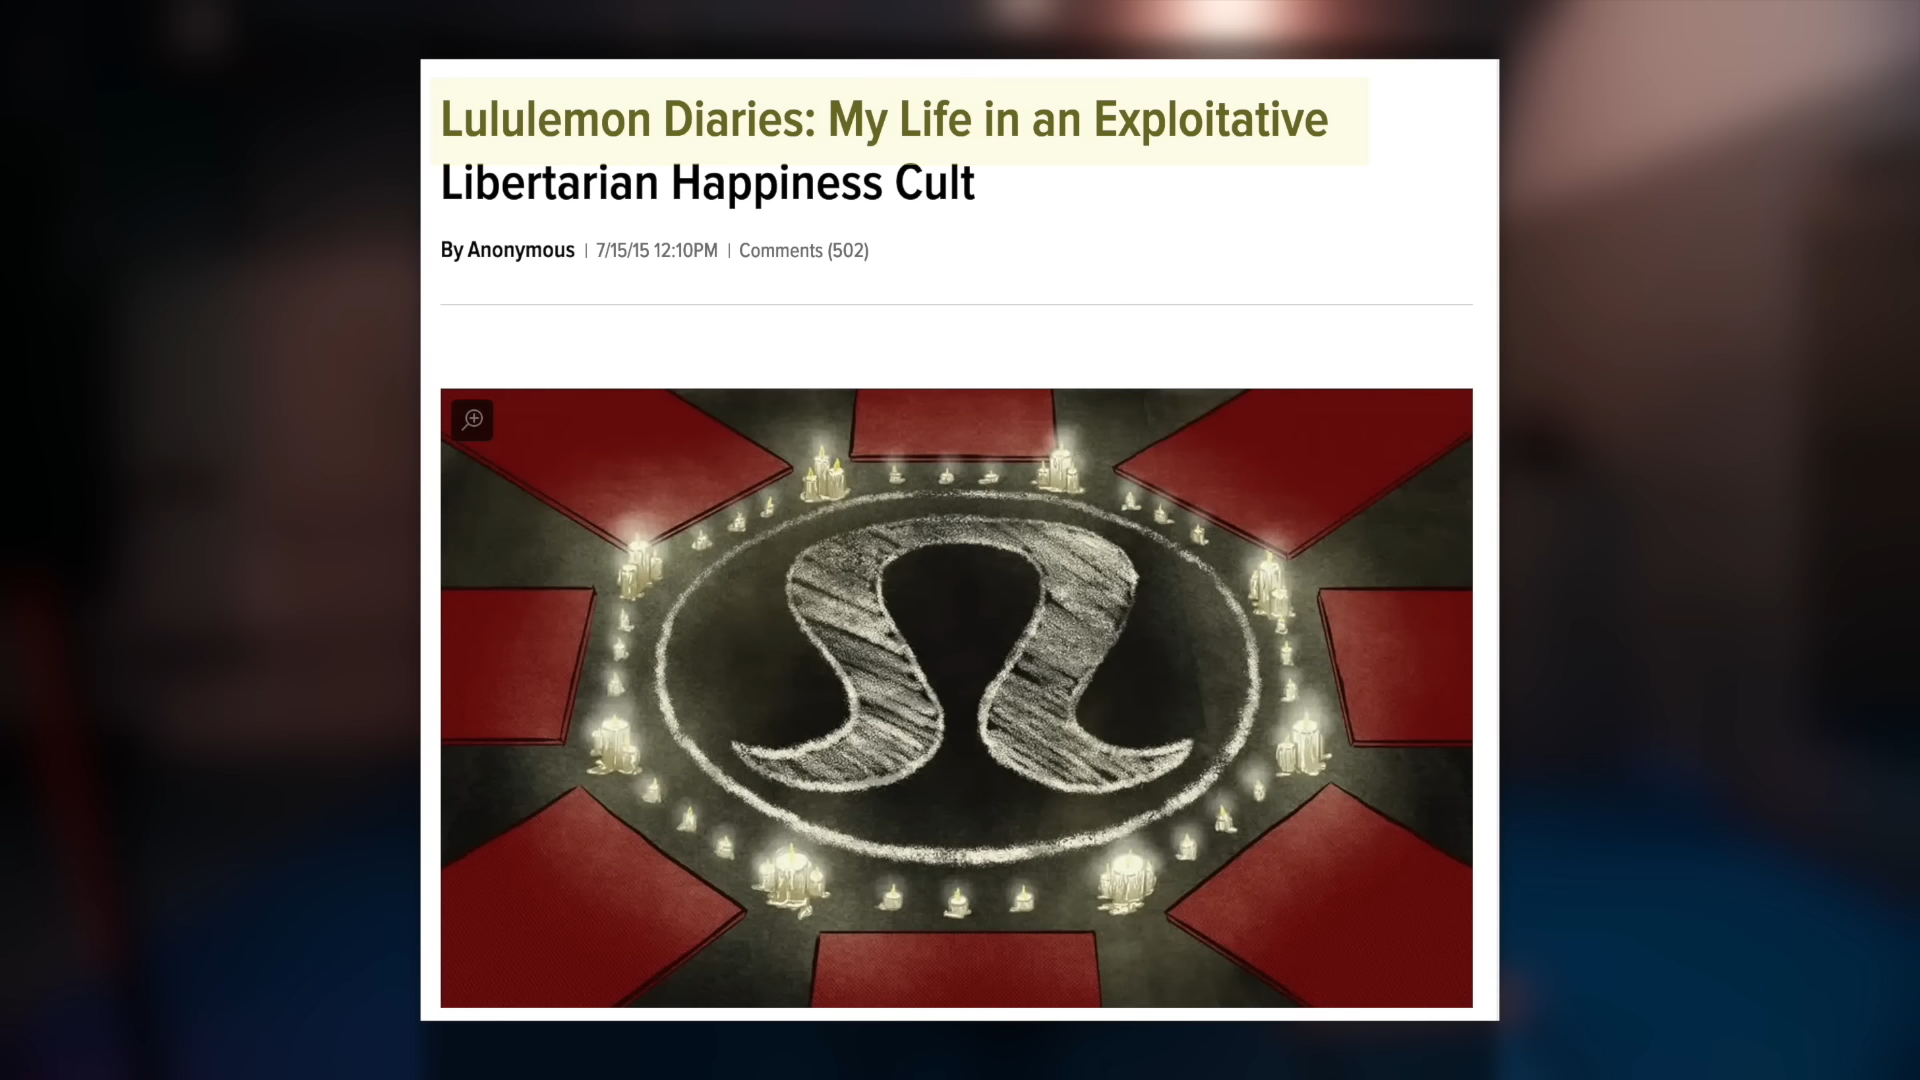 Lululemon Diaries: My Life in an Exploitative
Libertarian Happiness Cult
By Anonymous | 7/15/15 12:10PM | Comments (502)